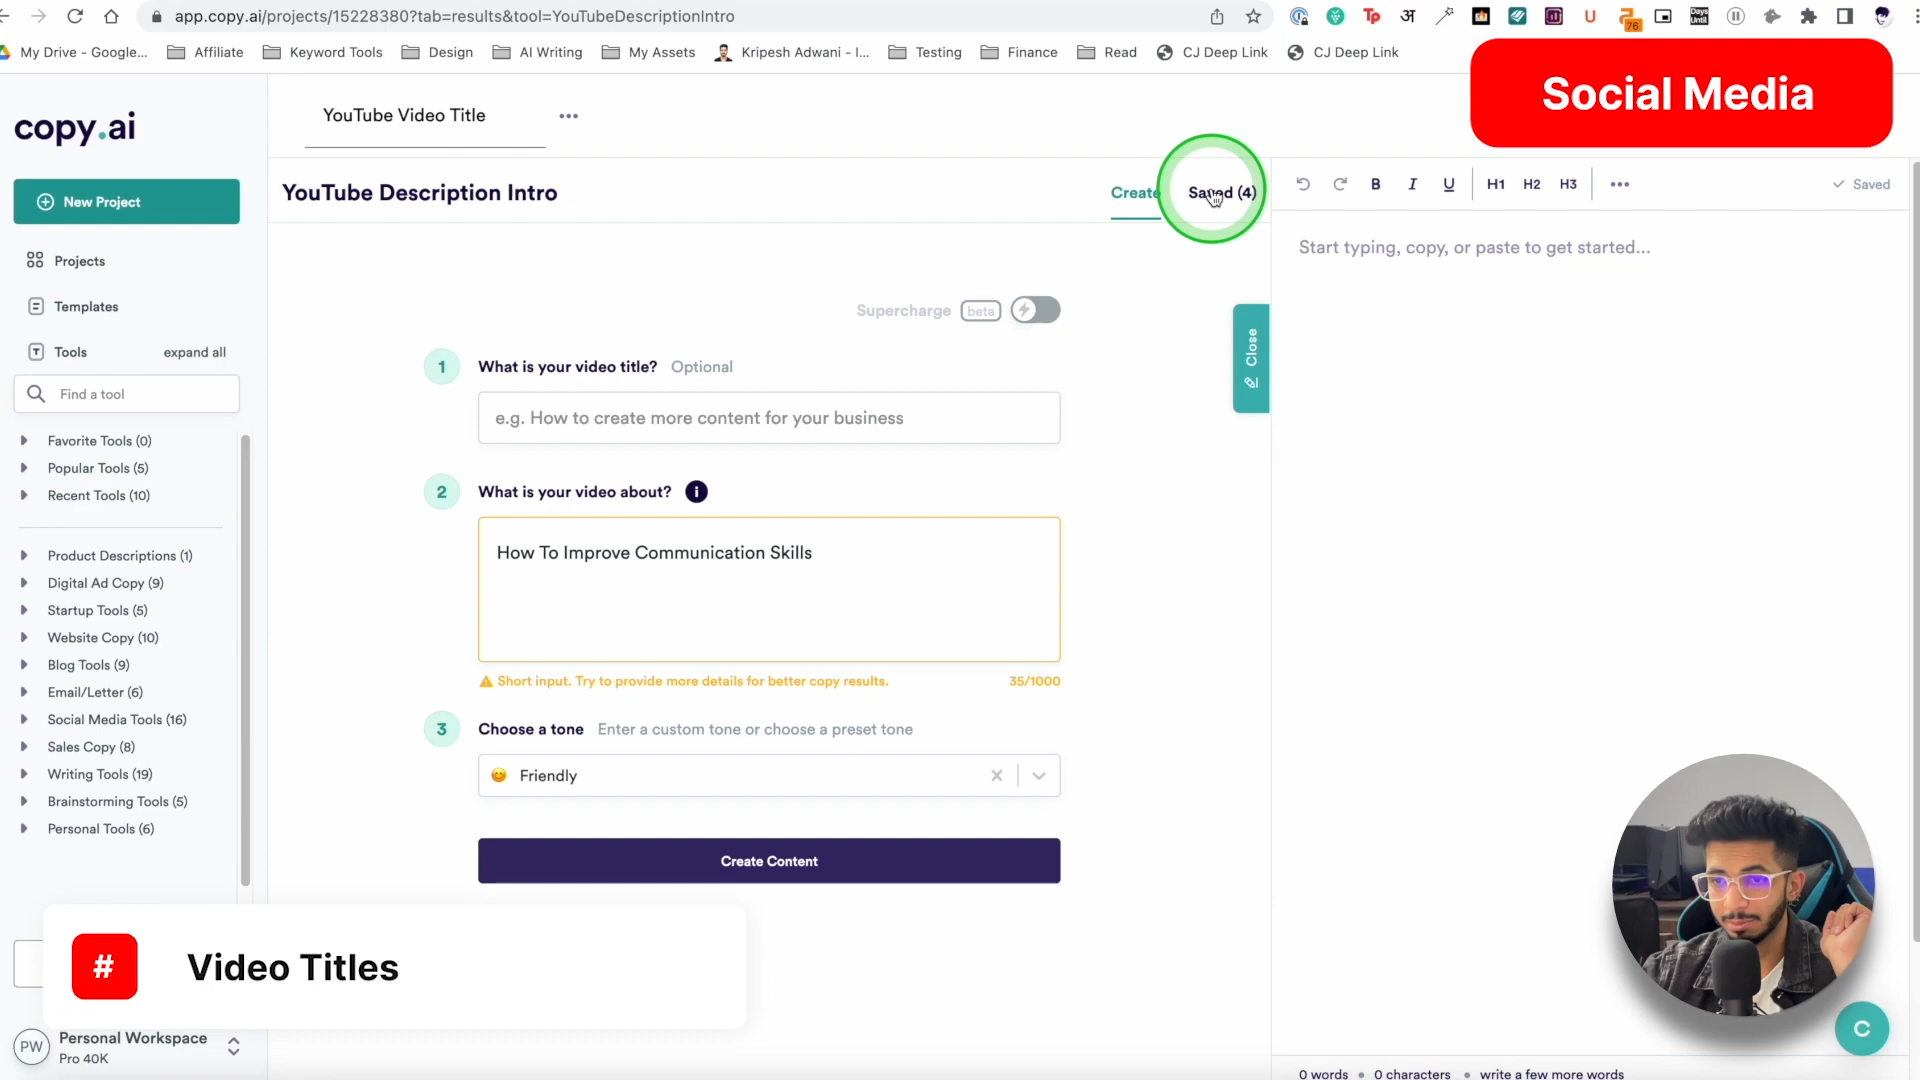 app.copy.ai/projects/15228380?tab=results&tool=YouTubeDescriptionIntro
76
Days
Until
My Drive - Google...
Affiliate
Keyword Tools
Design
AI Writing
My Assets
Kripesh Adwani - I...
Testing
Finance
Read
CJ Deep Link
CJ Deep Link
Social Media
copy.ai
YouTube Video Title
New Project
YouTube Description Intro
Create
Saved (4)
B I U H1 H2 H3
Saved
Projects
Templates
Tools
expand all
Find a tool
Favorite Tools (0)
Popular Tools (5)
Recent Tools (10)
Product Descriptions (1)
Digital Ad Copy (9)
Startup Tools (5)
Website Copy (10)
Blog Tools (9)
Email/Letter (6)
Social Media Tools (16)
Sales Copy (8)
Writing Tools (19)
Brainstorming Tools (5)
Personal Tools (6)
Start typing, copy, or paste to get started...
Supercharge beta
Close
1 What is your video title? Optional
e.g. How to create more content for your business
2 What is your video about? i
How To Improve Communication Skills
Short input. Try to provide more details for better copy results. 35/1000
3 Choose a tone Enter a custom tone or choose a preset tone
Friendly
Create Content
# Video Titles
PW
Personal Workspace
Pro 40K
C
0 words • 0 characters • write a few more words